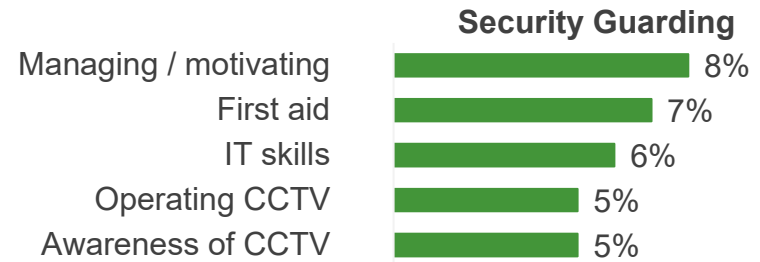 Security Guarding
Managing / motivating 8%
First aid 7%
IT skills 6%
Operating CCTV 5%
Awareness of CCTV 5%